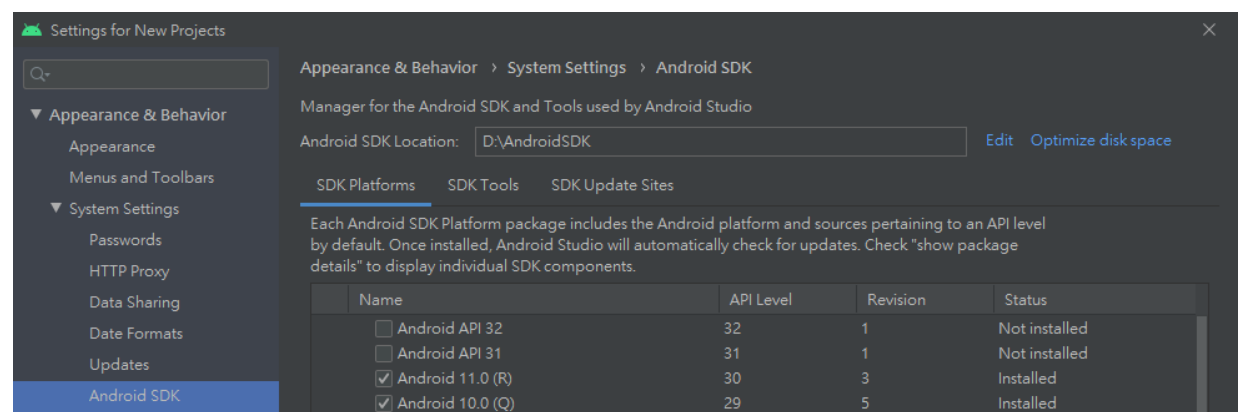 Settings for New Projects
Appearance & Behavior › System Settings › Android SDK
Manager for the Android SDK and Tools used by Android Studio
▼ Appearance & Behavior
Appearance
Menus and Toolbars
▼ System Settings
Passwords
HTTP Proxy
Data Sharing
Date Formats
Updates
Android SDK
Android SDK Location: D:\AndroidSDK Edit Optimize disk space
SDK Platforms SDK Tools SDK Update Sites
Each Android SDK Platform package includes the Android platform and sources pertaining to an API level
by default. Once installed, Android Studio will automatically check for updates. Check "show package
details" to display individual SDK components.
Name API Level Revision Status
Android API 32 32 1 Not installed
Android API 31 31 1 Not installed
Android 11.0 (R) 30 3 Installed
Android 10.0 (Q) 29 5 Installed